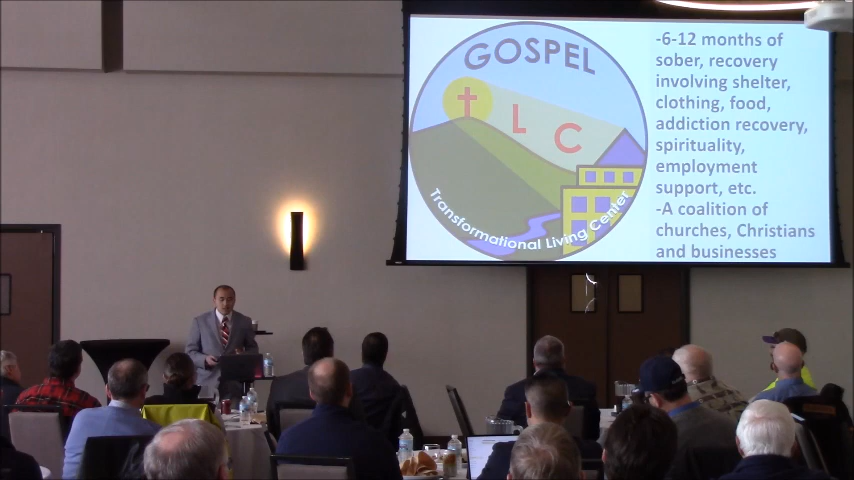 GOSPEL
T L C
Transformational Living Center
-6-12 months of
sober, recovery
involving shelter,
clothing, food,
addiction recovery,
spirituality,
employment
support, etc.
-A coalition of
churches, Christians
and businesses